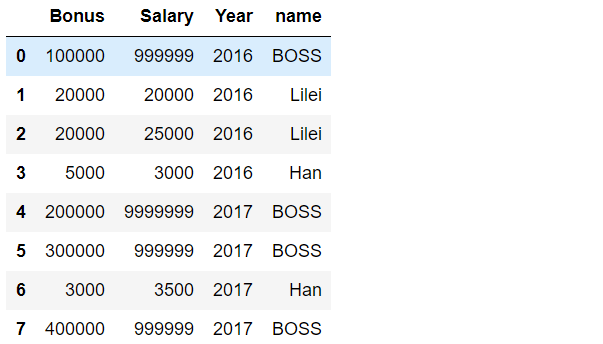 Bonus Salary Year name
0 100000 999999 2016 BOSS
1 20000 20000 2016 Lilei
2 20000 25000 2016 Lilei
3 5000 3000 2016 Han
4 200000 9999999 2017 BOSS
5 300000 999999 2017 BOSS
6 3000 3500 2017 Han
7 400000 999999 2017 BOSS